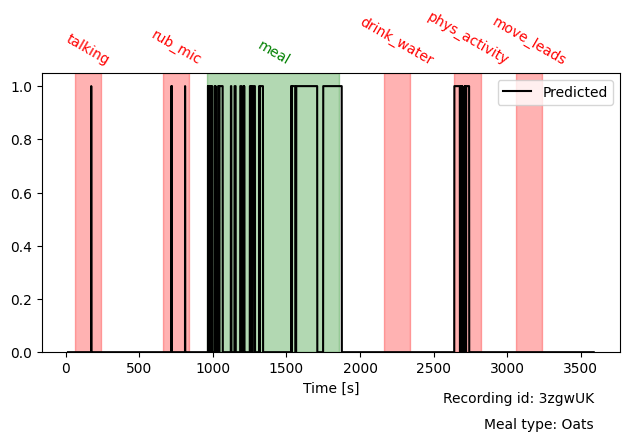 talking rub_mic meal drink_water phys_activity move_leads
1.0
Predicted
0.8
0.6
0.4
0.2
0.0
0 500 1000 1500 2000 2500 3000 3500
Time [s]
Recording id: 3zgwUK
Meal type: Oats